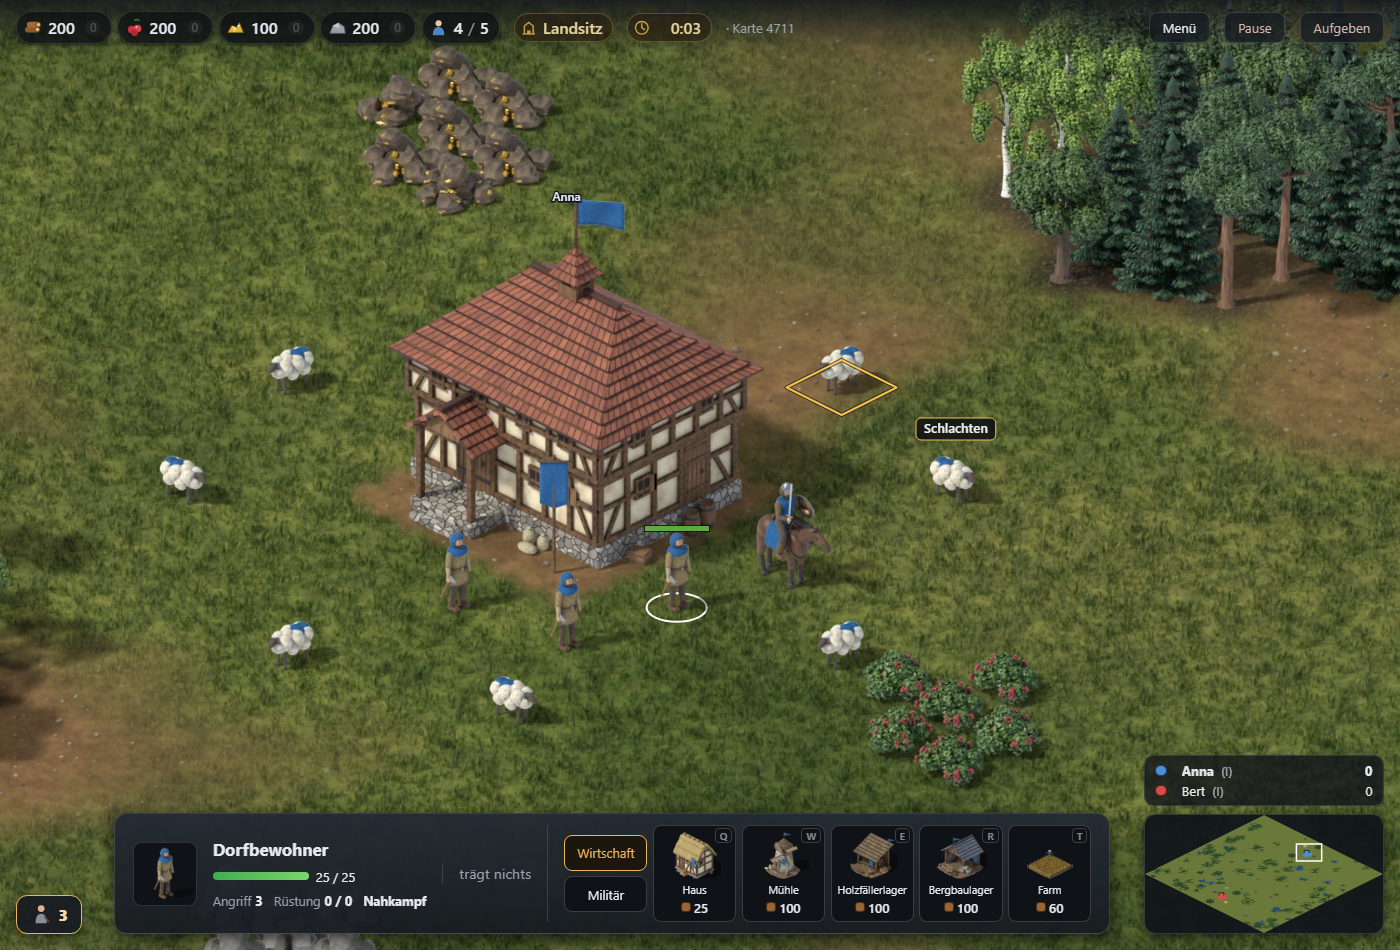 200 0 200 0 100 0 200 0 4 / 5 Landsitz 0:03 · Karte 4711 Menü Pause Aufgeben
Anna
Schlachten
Anna (I) 0
Bert (I) 0
Dorfbewohner
25 / 25
trägt nichts
Angriff 3 Rüstung 0 / 0 Nahkampf
Wirtschaft
Militär
Q
Haus
25
W
Mühle
100
E
Holzfällerlager
100
R
Bergbaulager
100
T
Farm
60
3